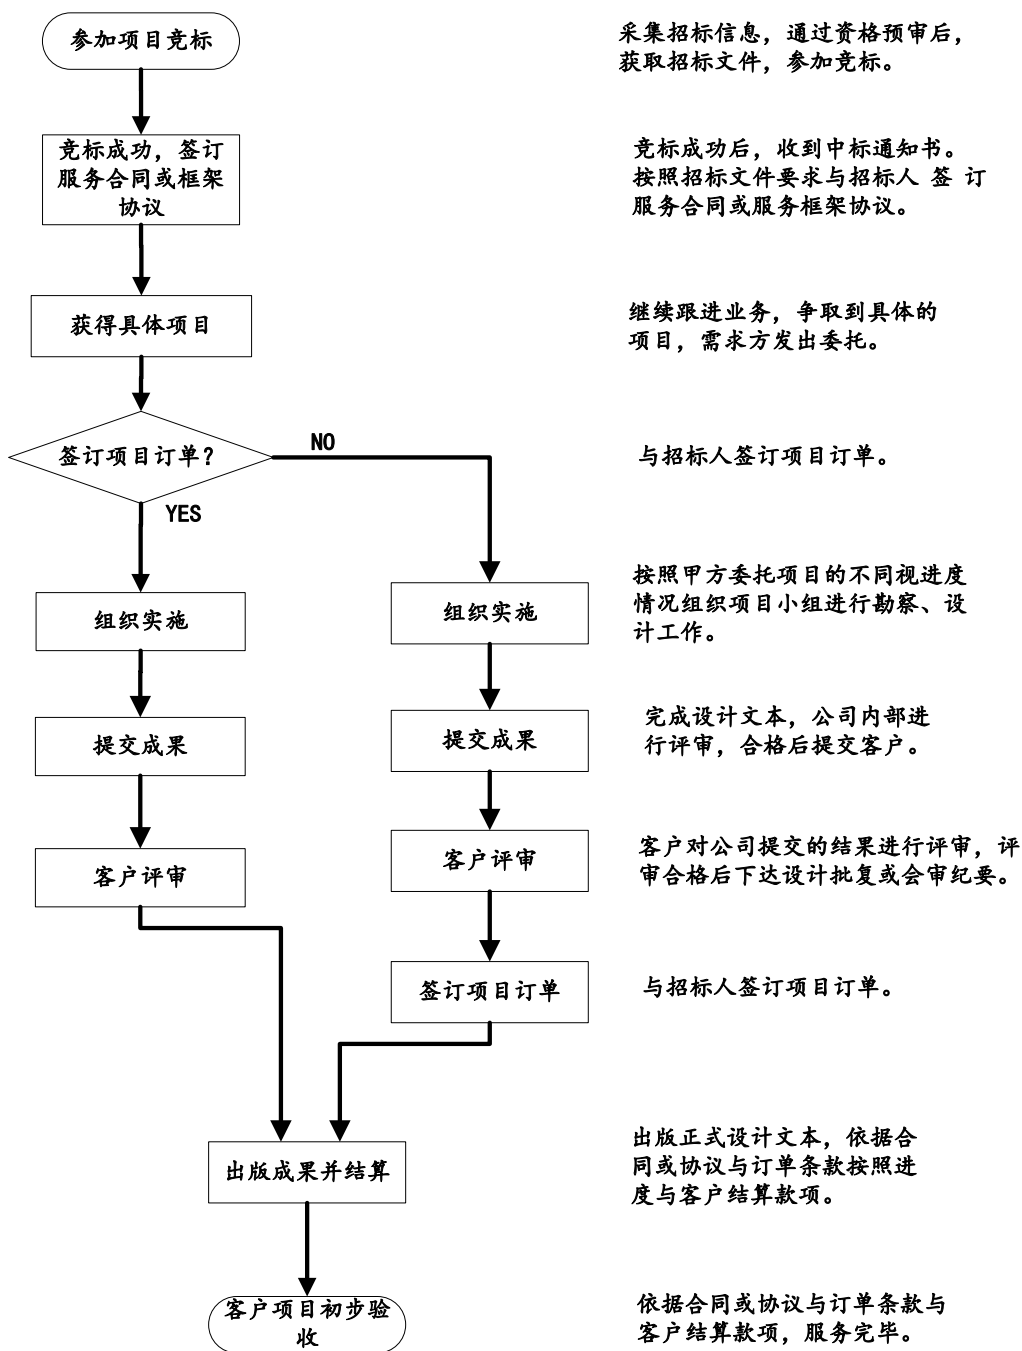 参加项目竞标
采集招标信息，通过资格预审后，
获取招标文件，参加竞标。
竞标成功，签订
服务合同或框架
协议
竞标成功后，收到中标通知书。
按照招标文件要求与招标人 签 订
服务合同或服务框架协议。
获得具体项目
继续跟进业务，争取到具体的
项目，需求方发出委托。
签订项目订单？
NO
YES
与招标人签订项目订单。
组织实施
组织实施
按照甲方委托项目的不同视进度
情况组织项目小组进行勘察、设
计工作。
提交成果
提交成果
完成设计文本，公司内部进
行评审，合格后提交客户。
客户评审
客户评审
客户对公司提交的结果进行评审，评
审合格后下达设计批复或会审纪要。
签订项目订单
与招标人签订项目订单。
出版成果并结算
出版正式设计文本，依据合
同或协议与订单条款按照进
度与客户结算款项。
客户项目初步验
收
依据合同或协议与订单条款与
客户结算款项，服务完毕。